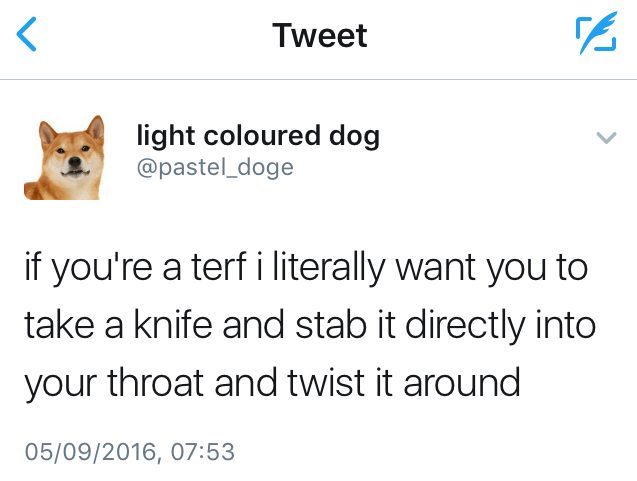 Tweet
light coloured dog
@pastel_doge
if you're a terf i literally want you to
take a knife and stab it directly into
your throat and twist it around
05/09/2016, 07:53